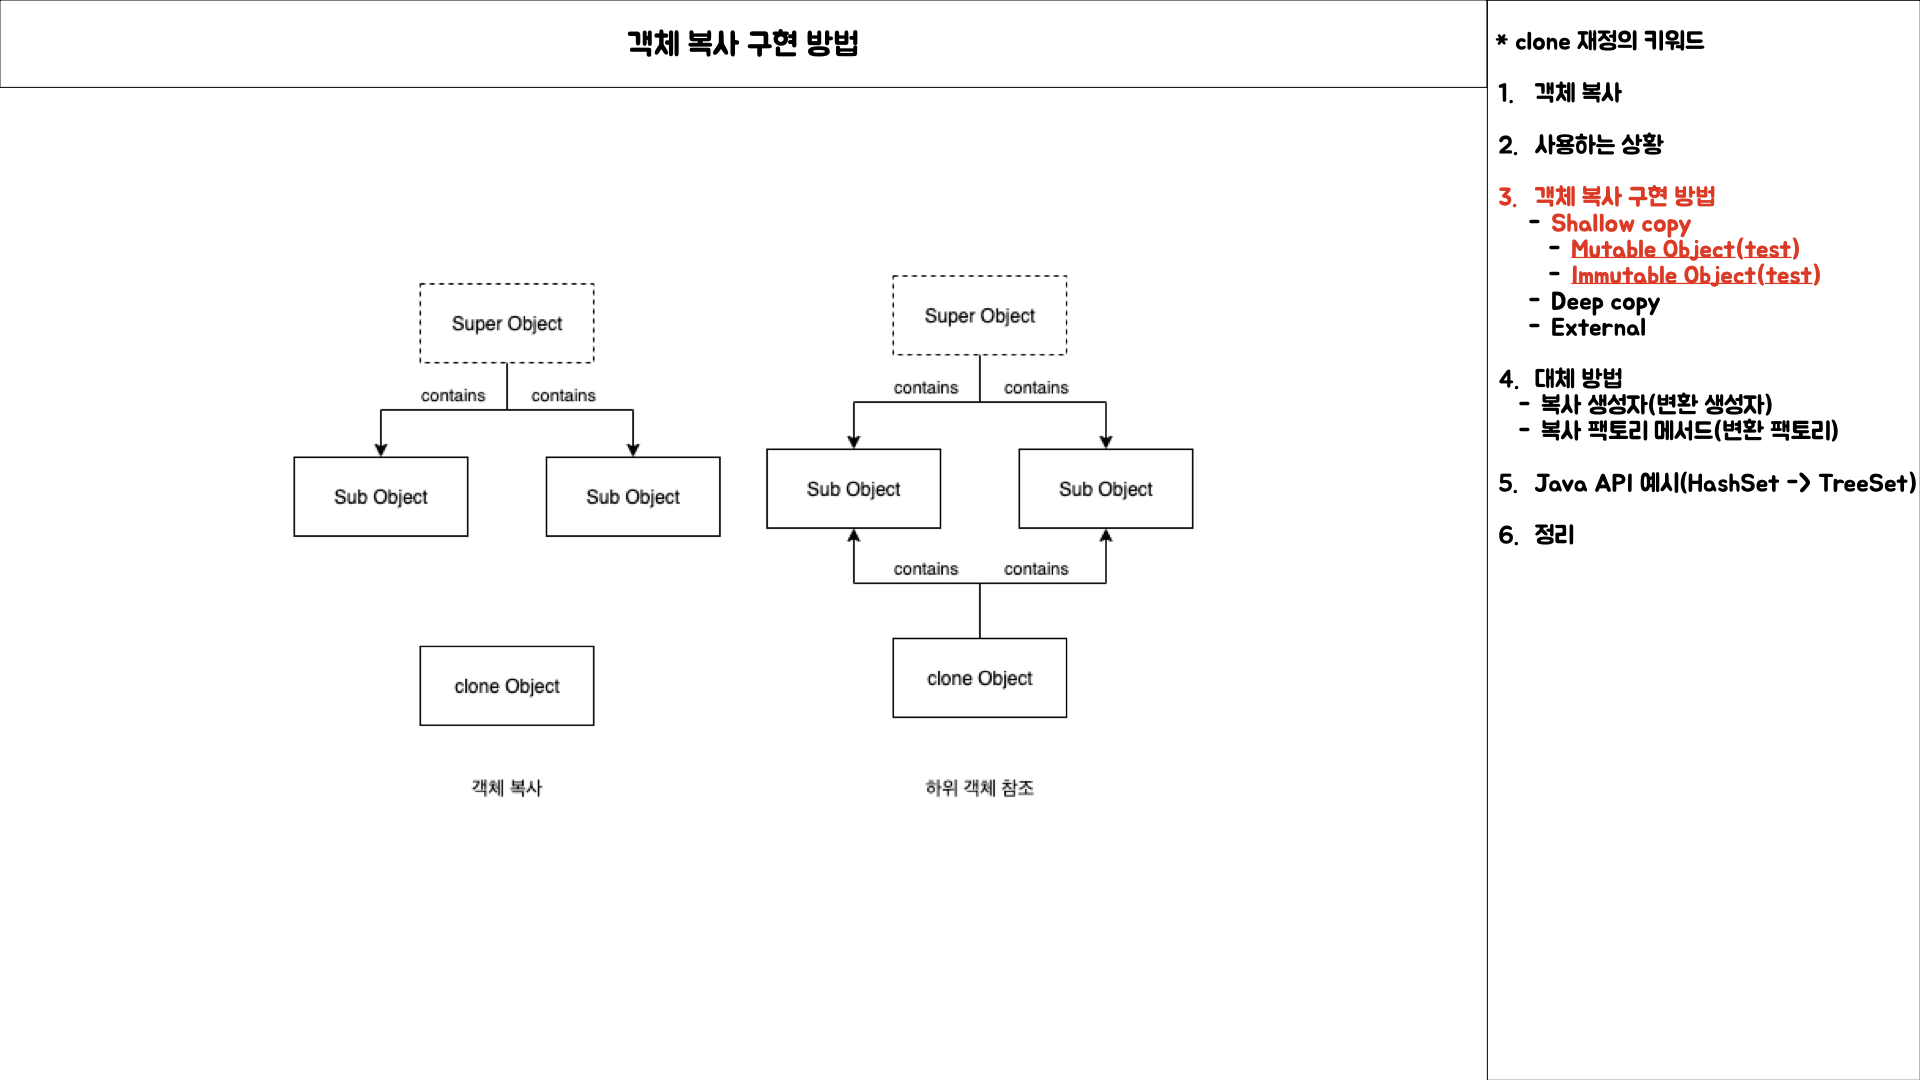 객체 복사 구현 방법
Super Object
contains
contains
Sub Object
Sub Object
clone Object
객체 복사
Super Object
contains
contains
Sub Object
Sub Object
contains
contains
clone Object
하위 객체 참조
* clone 재정의 키워드
1. 객체 복사
2. 사용하는 상황
3. 객체 복사 구현 방법
- Shallow copy
- Mutable Object(test)
- Immutable Object(test)
- Deep copy
- External
4. 대체 방법
- 복사 생성자(변환 생성자)
- 복사 팩토리 메서드(변환 팩토리)
5. Java API 예시(HashSet -> TreeSet)
6. 정리